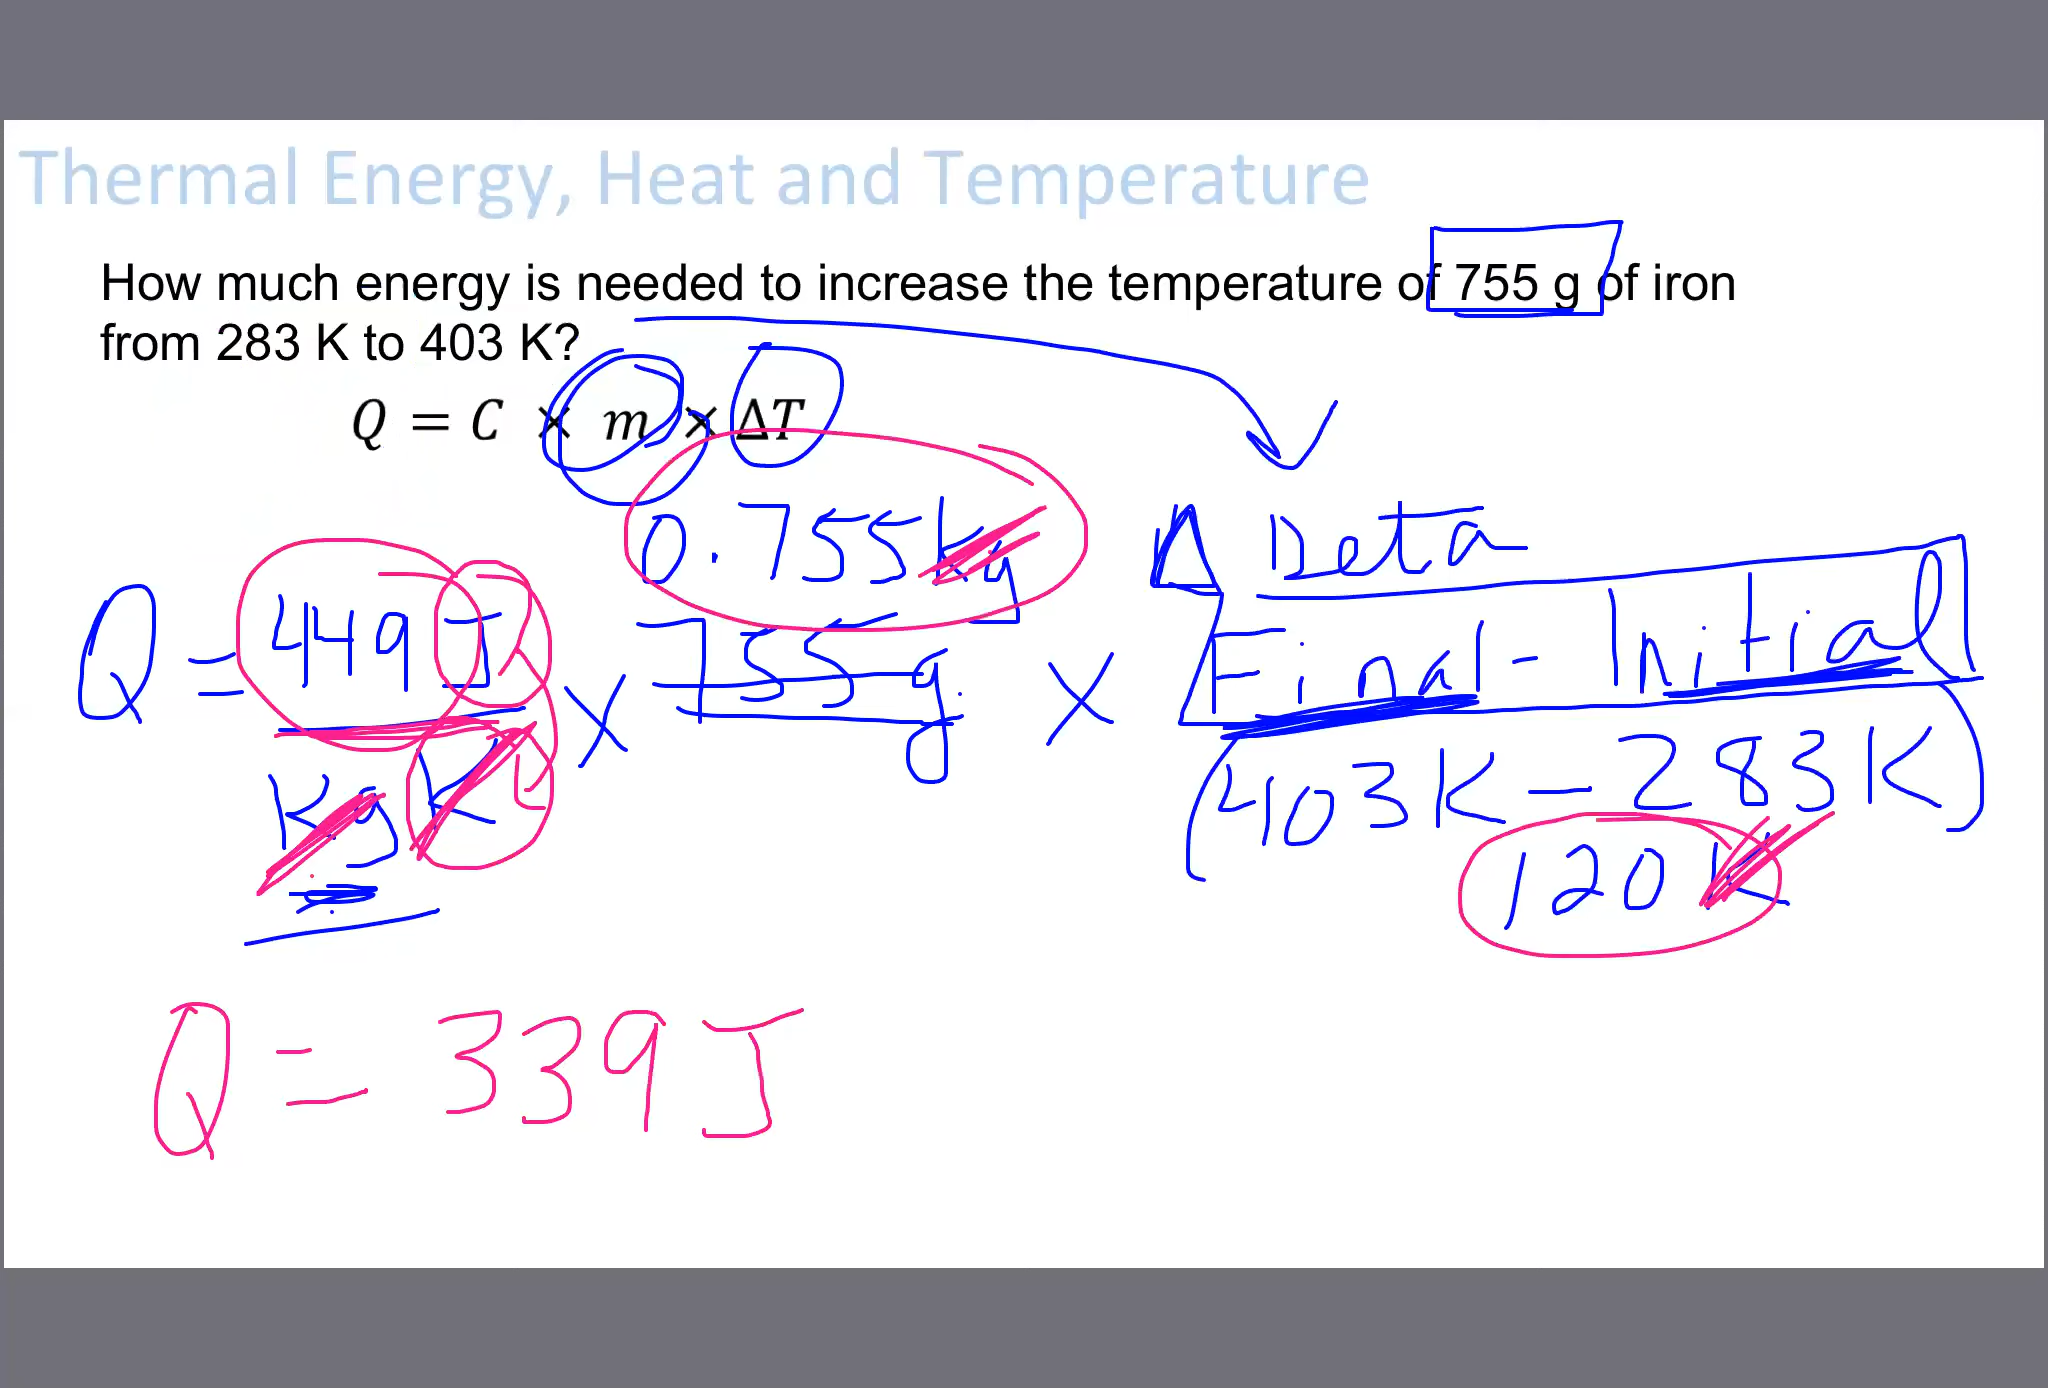 Thermal Energy, Heat and Temperature
How much energy is needed to increase the temperature of 755 g of iron
from 283 K to 403 K?
Q = C × m × ΔT
0.755kg
Δ Deta
Q = 449 J / kg K × 755 g × Final - Initial
(403K - 283K)
120 K
Q = 339 J